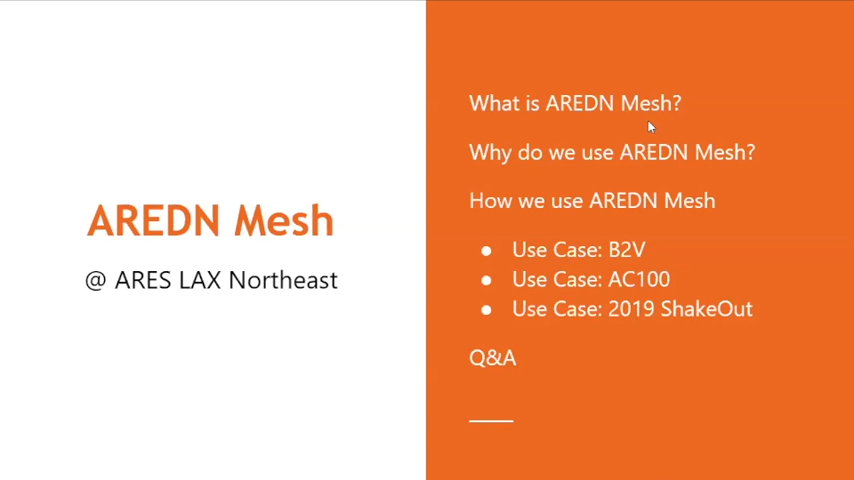 AREDN Mesh
@ ARES LAX Northeast
What is AREDN Mesh?
Why do we use AREDN Mesh?
How we use AREDN Mesh
● Use Case: B2V
● Use Case: AC100
● Use Case: 2019 ShakeOut
Q&A